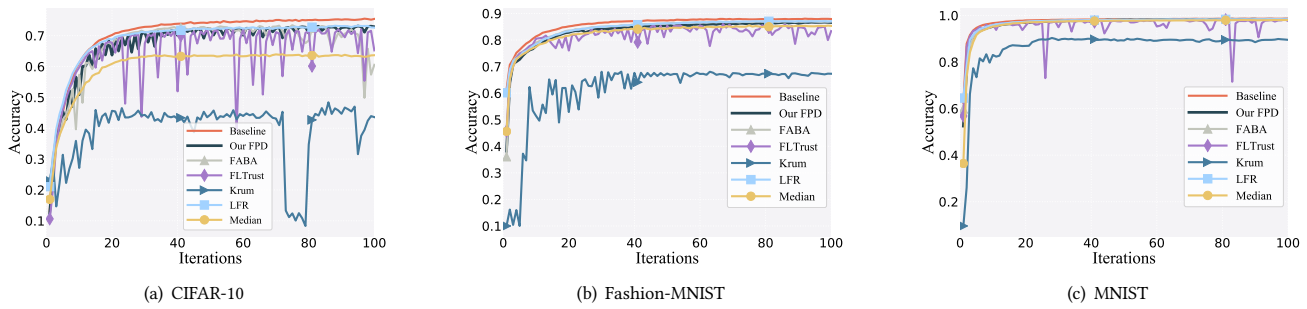 Accuracy
0.7
0.6
0.5
0.4
0.3
0.2
0.1
0 20 40 60 80 100
Iterations
Baseline
Our FPD
FABA
FLTrust
Krum
LFR
Median
(a) CIFAR-10
Accuracy
0.9
0.8
0.7
0.6
0.5
0.4
0.3
0.2
0.1
0 20 40 60 80 100
Iterations
Baseline
Our FPD
FABA
FLTrust
Krum
LFR
Median
(b) Fashion-MNIST
Accuracy
1.0
0.8
0.6
0.4
0.2
0 20 40 60 80 100
Iterations
Baseline
Our FPD
FABA
FLTrust
Krum
LFR
Median
(c) MNIST